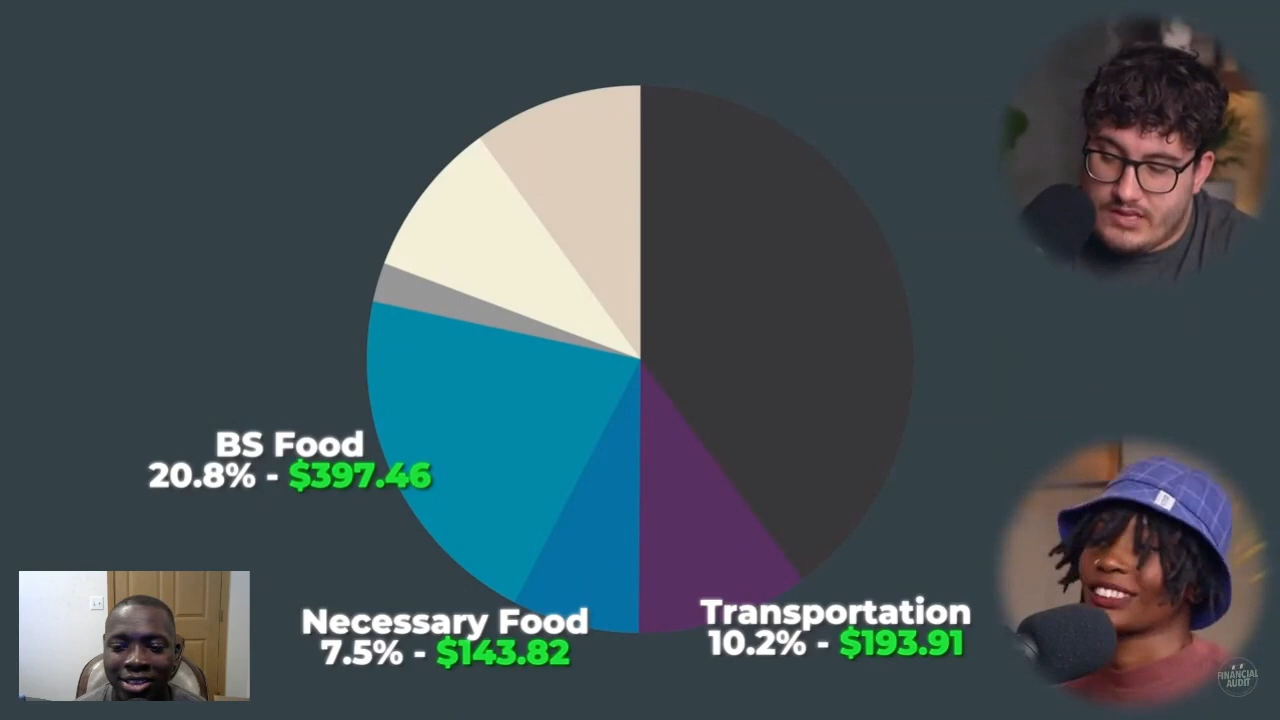 BS Food
20.8% - $397.46
Necessary Food
7.5% - $143.82
Transportation
10.2% - $193.91
FINANCIAL
AUDIT